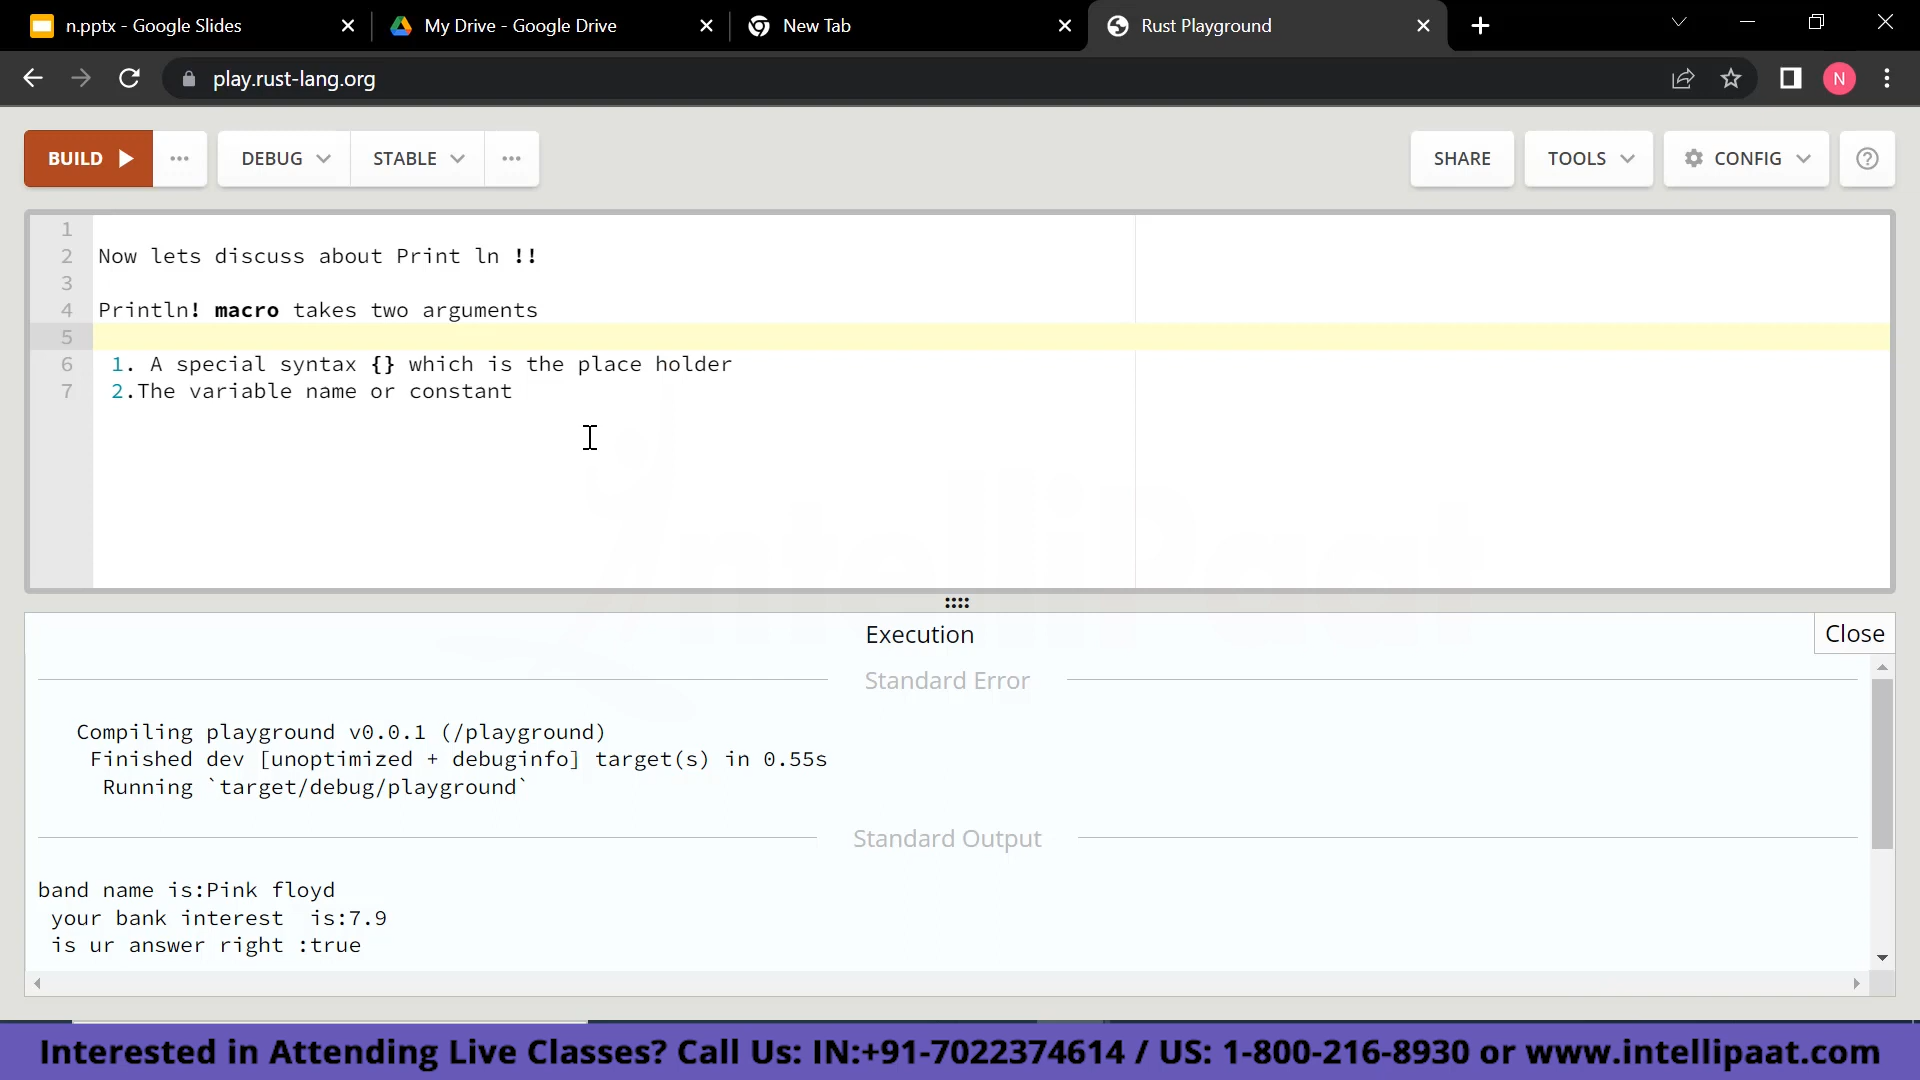 n.pptx - Google Slides
My Drive - Google Drive
New Tab
Rust Playground
play.rust-lang.org
N
BUILD
DEBUG
STABLE
SHARE
TOOLS
CONFIG
1
2 Now lets discuss about Print ln !!
3
4 Println! macro takes two arguments
5
6 1. A special syntax {} which is the place holder
7 2.The variable name or constant
IntelliPaat
Execution
Close
Standard Error
Compiling playground v0.0.1 (/playground)
Finished dev [unoptimized + debuginfo] target(s) in 0.55s
Running `target/debug/playground`
Standard Output
band name is:Pink floyd
your bank interest  is:7.9
is ur answer right :true
Interested in Attending Live Classes? Call Us: IN:+91-7022374614 / US: 1-800-216-8930 or www.intellipaat.com